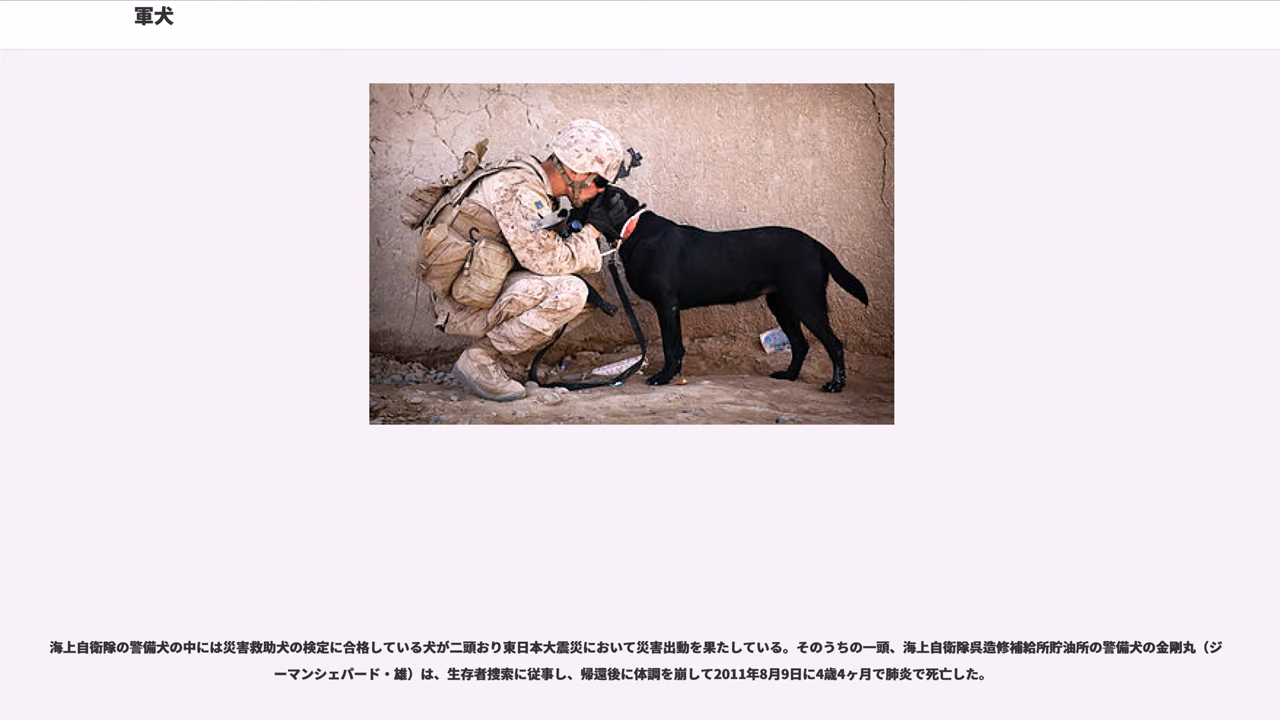 軍犬
海上自衛隊の警備犬の中には災害救助犬の検定に合格している犬が二頭おり東日本大震災において災害出動を果たしている。そのうちの一頭、海上自衛隊呉造修補給所貯油所の警備犬の金剛丸（ジ
ーマンシェパード・雄）は、生存者捜索に従事し、帰還後に体調を崩して2011年8月9日に4歳4ヶ月で肺炎で死亡した。